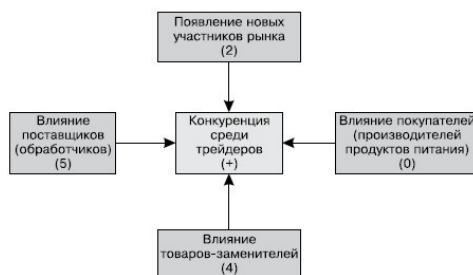 Появление новых
участников рынка
(2)
Влияние
поставщиков
(обработчиков)
(5)
Конкуренция
среди
трейдеров
(+)
Влияние покупателей
(производителей
продуктов питания)
(0)
Влияние
товаров-заменителей
(4)